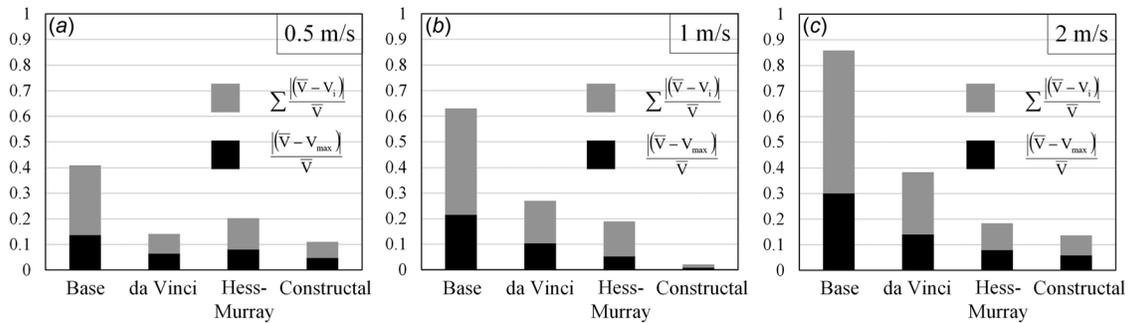 1
0.9
0.8
0.7
0.6
0.5
0.4
0.3
0.2
0.1
0
(a)
0.5 m/s
∑ |(V̅ − Vᵢ)| / V̅
|(V̅ − Vₘₐₓ)| / V̅
Base da Vinci Hess- Constructal
Murray
1
0.9
0.8
0.7
0.6
0.5
0.4
0.3
0.2
0.1
0
(b)
1 m/s
∑ |(V̅ − Vᵢ)| / V̅
|(V̅ − Vₘₐₓ)| / V̅
Base da Vinci Hess- Constructal
Murray
1
0.9
0.8
0.7
0.6
0.5
0.4
0.3
0.2
0.1
0
(c)
2 m/s
∑ |(V̅ − Vᵢ)| / V̅
|(V̅ − Vₘₐₓ)| / V̅
Base da Vinci Hess- Constructal
Murray